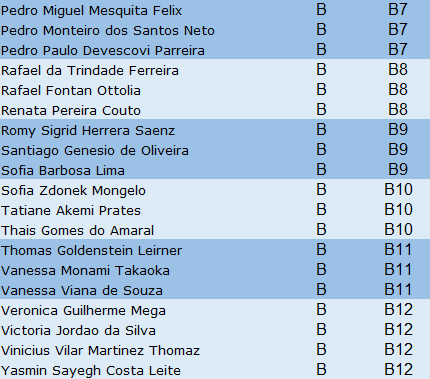 Pedro Miguel Mesquita Felix B B7
Pedro Monteiro dos Santos Neto B B7
Pedro Paulo Devescovi Parreira B B7
Rafael da Trindade Ferreira B B8
Rafael Fontan Ottolia B B8
Renata Pereira Couto B B8
Romy Sigrid Herrera Saenz B B9
Santiago Genesio de Oliveira B B9
Sofia Barbosa Lima B B9
Sofia Zdonek Mongelo B B10
Tatiane Akemi Prates B B10
Thais Gomes do Amaral B B10
Thomas Goldenstein Leirner B B11
Vanessa Monami Takaoka B B11
Vanessa Viana de Souza B B11
Veronica Guilherme Mega B B12
Victoria Jordao da Silva B B12
Vinicius Vilar Martinez Thomaz B B12
Yasmin Sayegh Costa Leite B B12